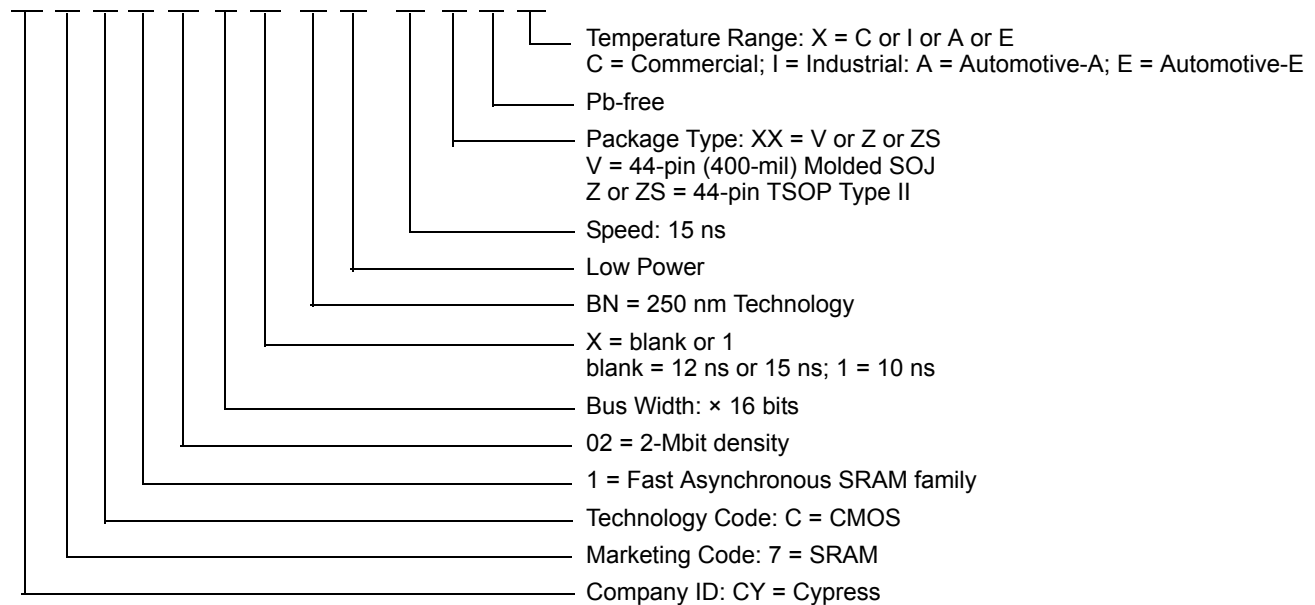 Temperature Range: X = C or I or A or E
C = Commercial; I = Industrial: A = Automotive-A; E = Automotive-E
Pb-free
Package Type: XX = V or Z or ZS
V = 44-pin (400-mil) Molded SOJ
Z or ZS = 44-pin TSOP Type II
Speed: 15 ns
Low Power
BN = 250 nm Technology
X = blank or 1
blank = 12 ns or 15 ns; 1 = 10 ns
Bus Width: × 16 bits
02 = 2-Mbit density
1 = Fast Asynchronous SRAM family
Technology Code: C = CMOS
Marketing Code: 7 = SRAM
Company ID: CY = Cypress